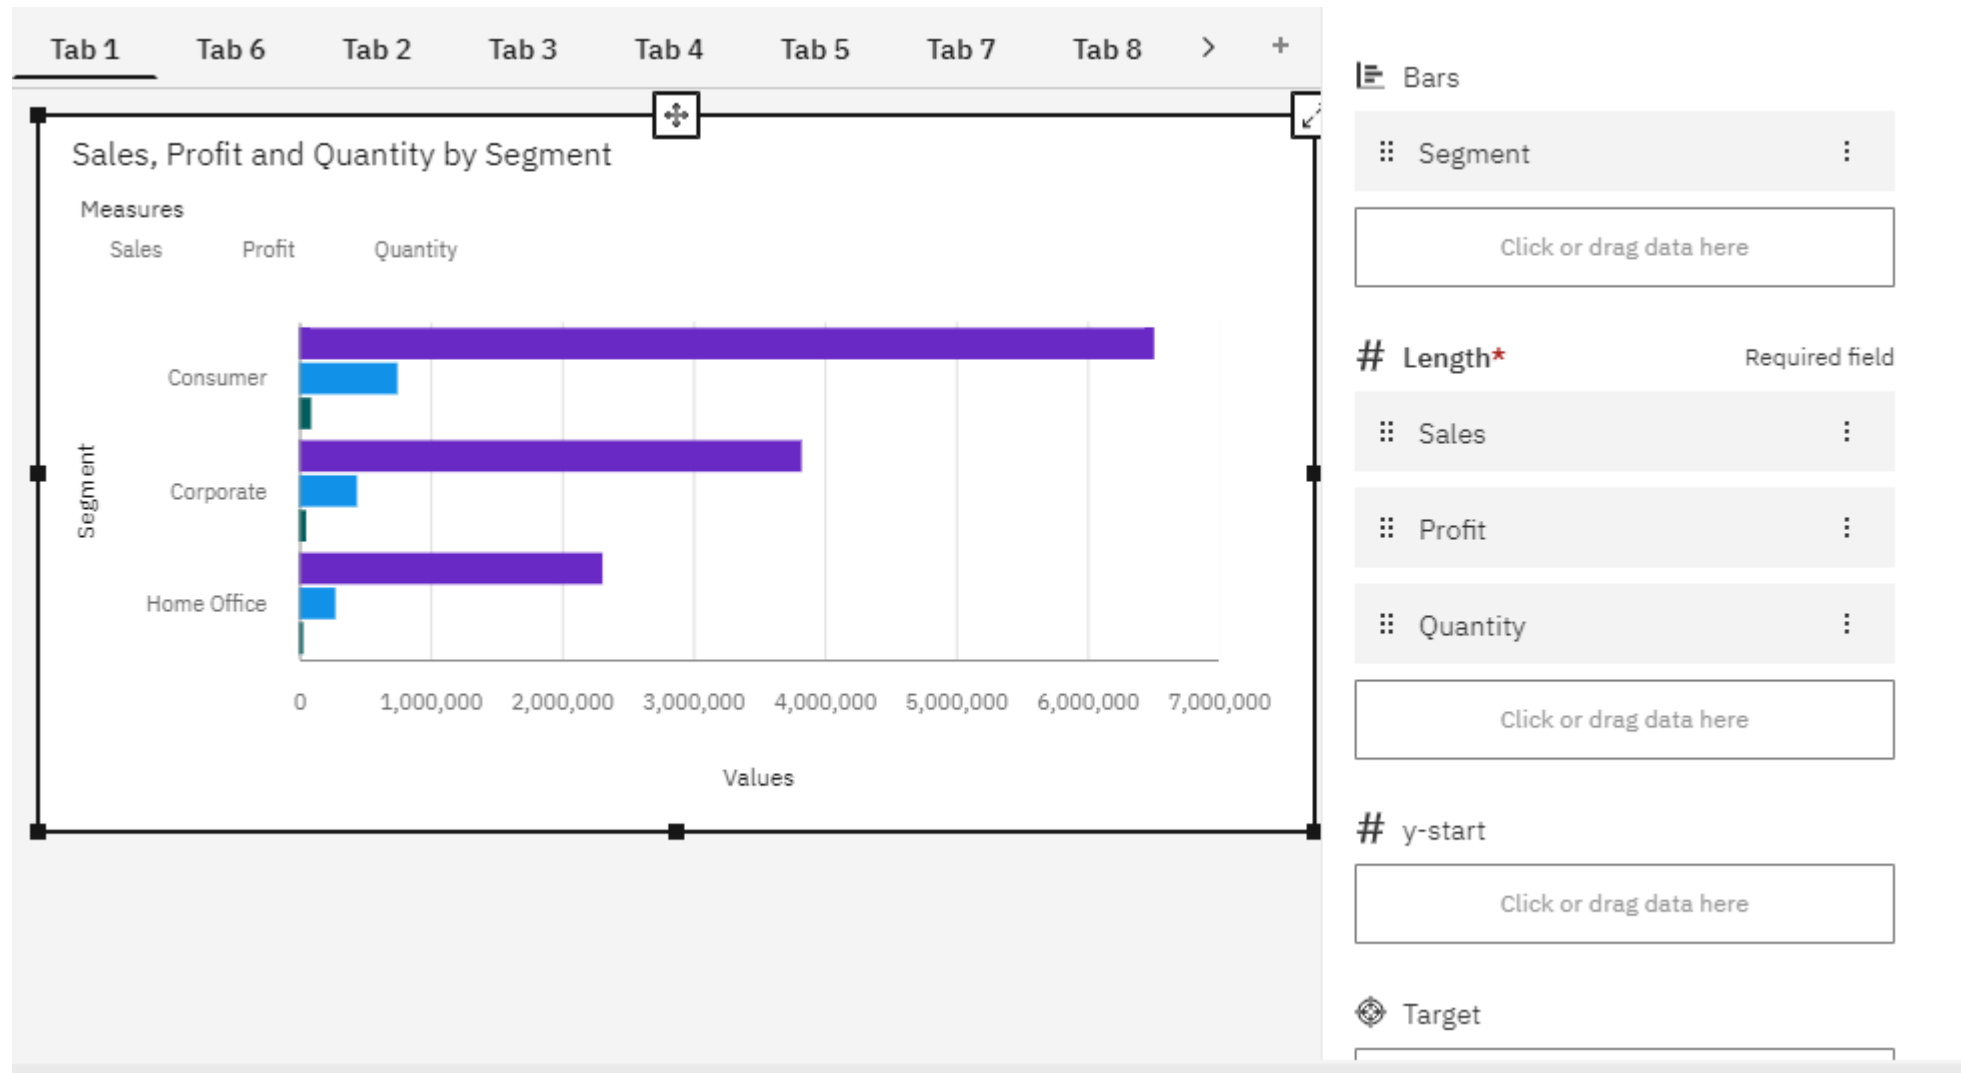 Tab 1 Tab 6 Tab 2 Tab 3 Tab 4 Tab 5 Tab 7 Tab 8 > +
Sales, Profit and Quantity by Segment
Measures
Sales Profit Quantity
Segment
Consumer
Corporate
Home Office
0 1,000,000 2,000,000 3,000,000 4,000,000 5,000,000 6,000,000 7,000,000
Values
Bars
Segment
Click or drag data here
# Length* Required field
Sales
Profit
Quantity
Click or drag data here
# y-start
Click or drag data here
Target